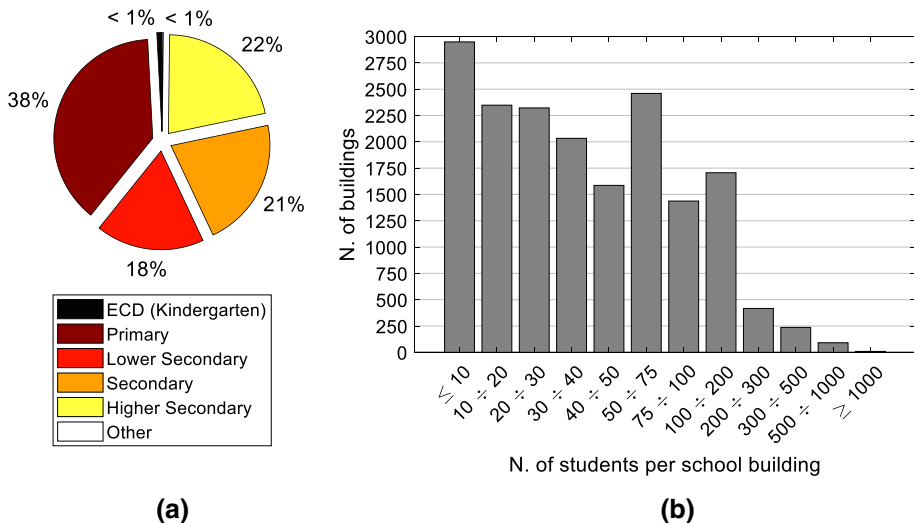 < 1%
< 1%
22%
38%
21%
18%
ECD (Kindergarten)
Primary
Lower Secondary
Secondary
Higher Secondary
Other
(a)
N. of buildings
3000
2750
2500
2250
2000
1750
1500
1250
1000
750
500
250
0
≤ 10
10 ÷ 20
20 ÷ 30
30 ÷ 40
40 ÷ 50
50 ÷ 75
75 ÷ 100
100 ÷ 200
200 ÷ 300
300 ÷ 500
500 ÷ 1000
≥ 1000
N. of students per school building
(b)